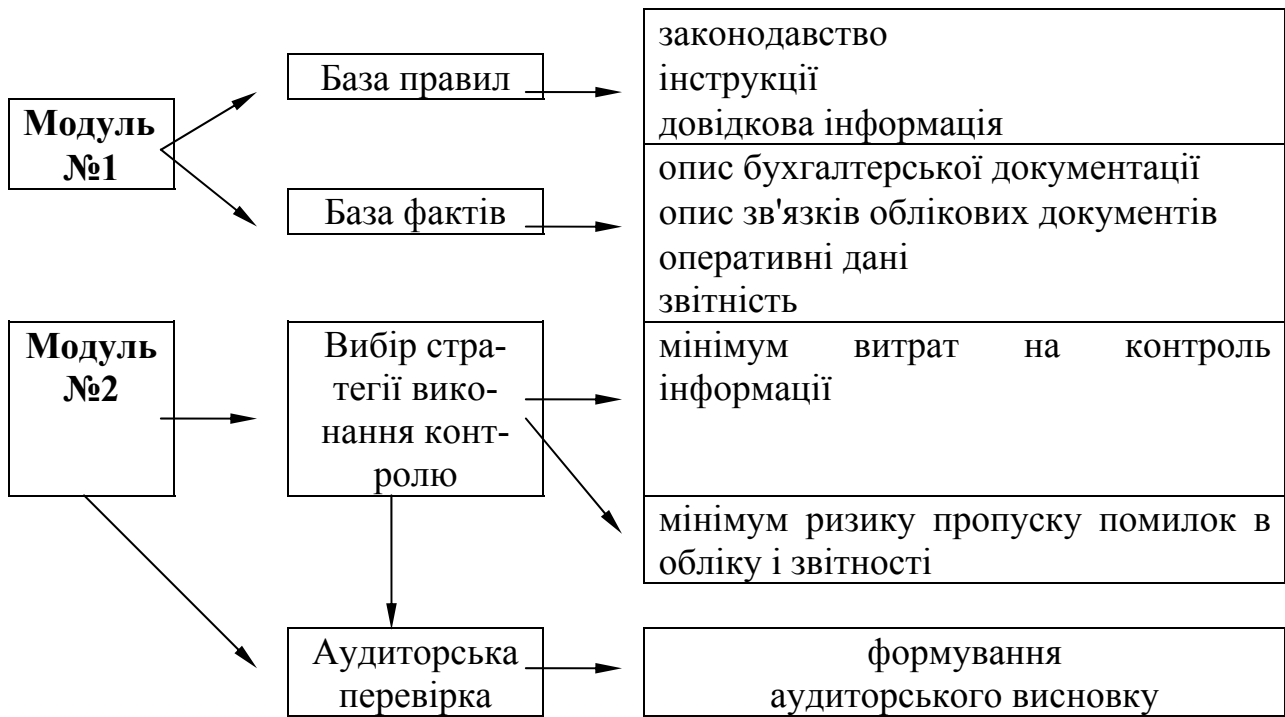 Модуль
№1
База правил
законодавство
інструкції
довідкова інформація
База фактів
опис бухгалтерської документації
опис зв'язків облікових документів
оперативні дані
звітність
Модуль
№2
Вибір стра-
тегії вико-
нання конт-
ролю
мінімум витрат на контроль
інформації
мінімум ризику пропуску помилок в
обліку і звітності
Аудиторська
перевірка
формування
аудиторського висновку